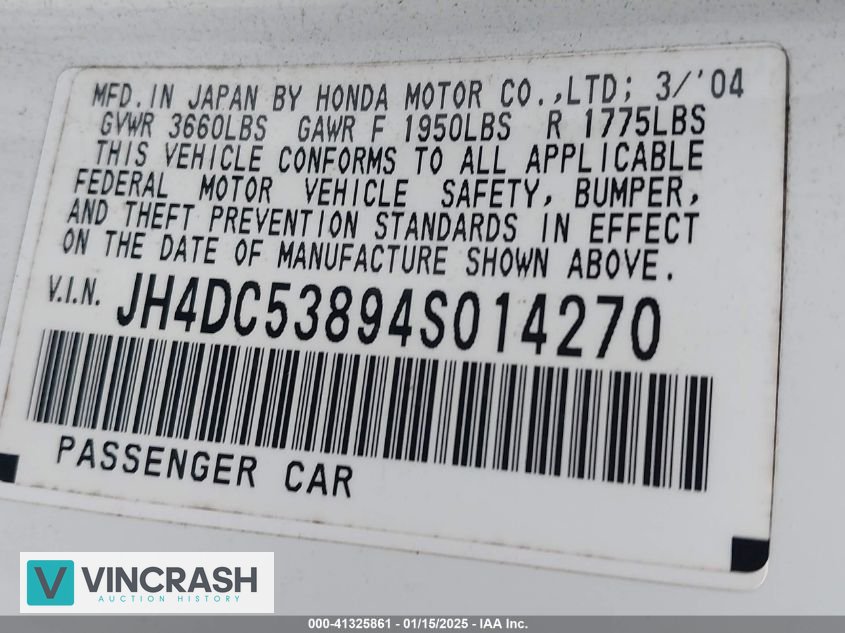 MFD. IN JAPAN BY HONDA MOTOR CO.,LTD; 3/'04
GVWR 3660LBS GAWR F 1950LBS R 1775LBS
THIS VEHICLE CONFORMS TO ALL APPLICABLE
FEDERAL MOTOR VEHICLE SAFETY, BUMPER,
AND THEFT PREVENTION STANDARDS IN EFFECT
ON THE DATE OF MANUFACTURE SHOWN ABOVE.
V.I.N. JH4DC53894S014270
PASSENGER CAR
V VINCRASH
AUCTION HISTORY
000-41325861 - 01/15/2025 - IAA Inc.